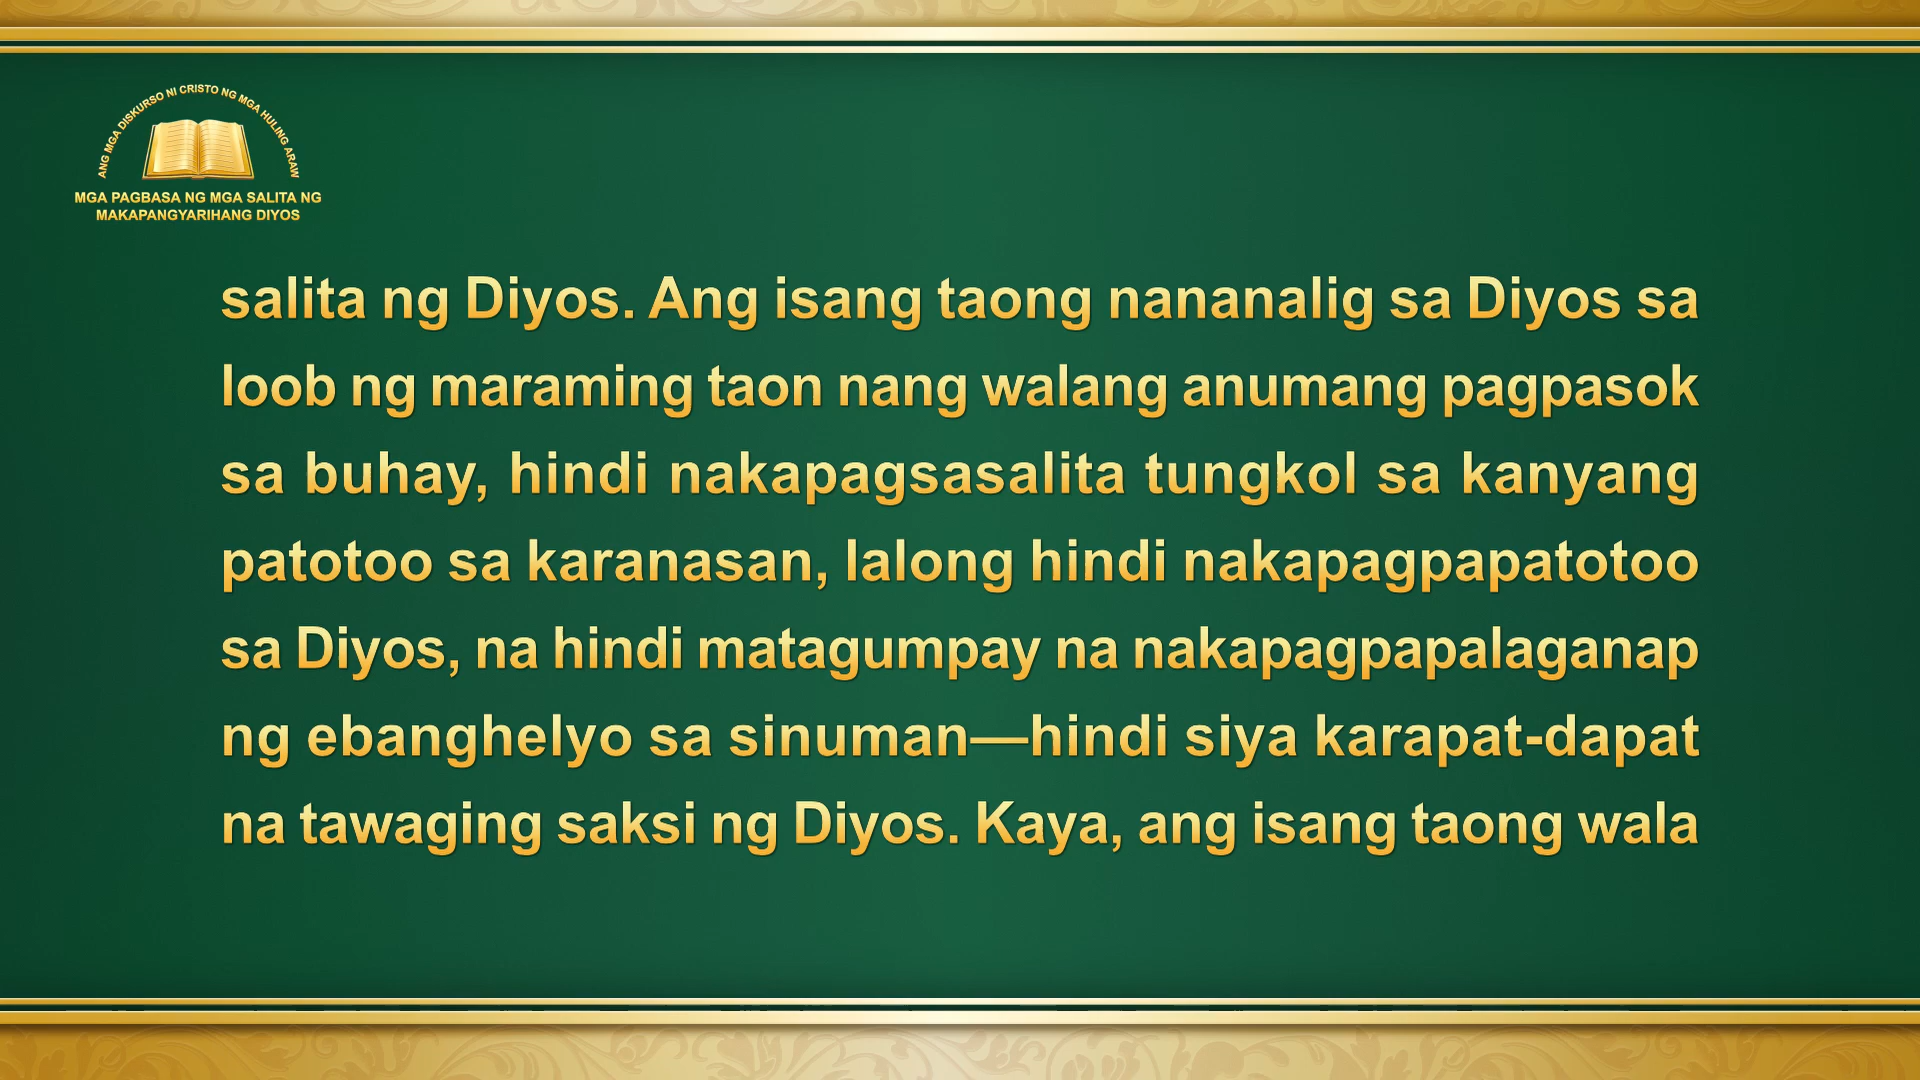 ANG MGA DISKURSO NI CRISTO NG MGA HULING ARAW
MGA PAGBASA NG MGA SALITA NG
MAKAPANGYARIHANG DIYOS
salita ng Diyos. Ang isang taong nananalig sa Diyos sa
loob ng maraming taon nang walang anumang pagpasok
sa buhay, hindi nakapagsasalita tungkol sa kanyang
patotoo sa karanasan, lalong hindi nakapagpapatotoo
sa Diyos, na hindi matagumpay na nakapagpapalaganap
ng ebanghelyo sa sinuman—hindi siya karapat-dapat
na tawaging saksi ng Diyos. Kaya, ang isang taong wala